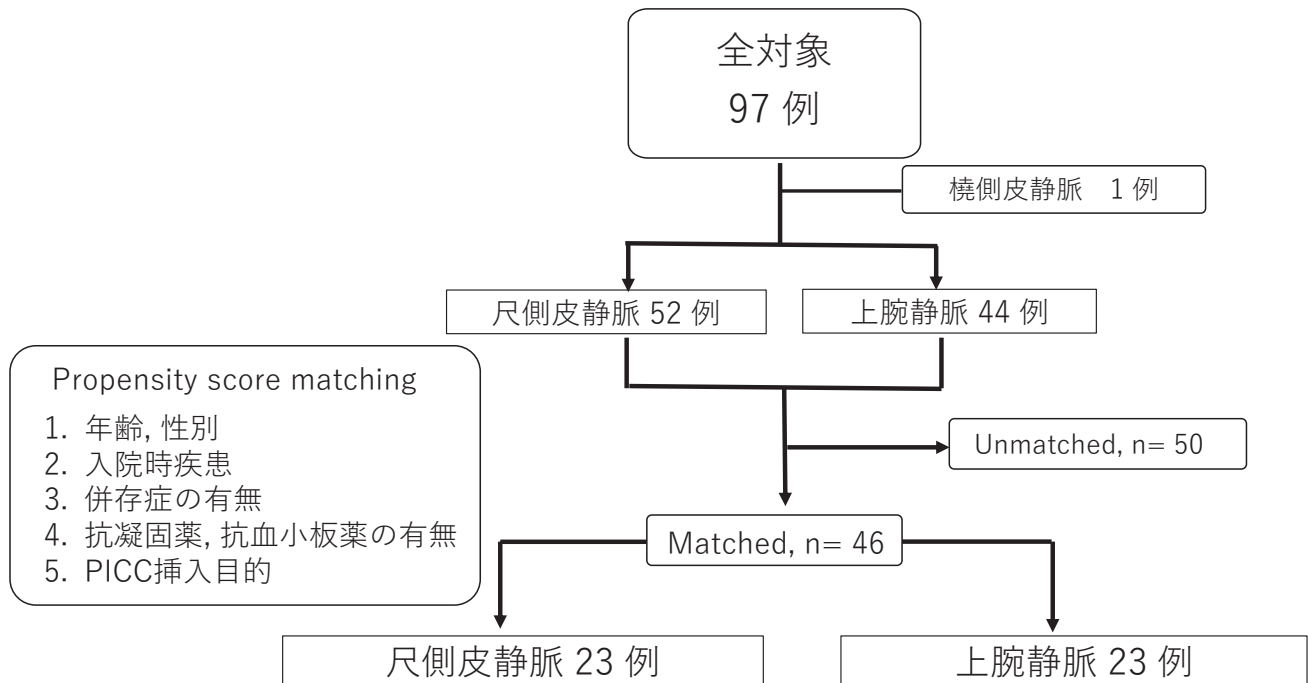 全対象
97 例
橈側皮静脈　1 例
尺側皮静脈 52 例
上腕静脈 44 例
Propensity score matching
1. 年齢, 性別
2. 入院時疾患
3. 併存症の有無
4. 抗凝固薬, 抗血小板薬の有無
5. PICC挿入目的
Unmatched, n= 50
Matched, n= 46
尺側皮静脈 23 例
上腕静脈 23 例